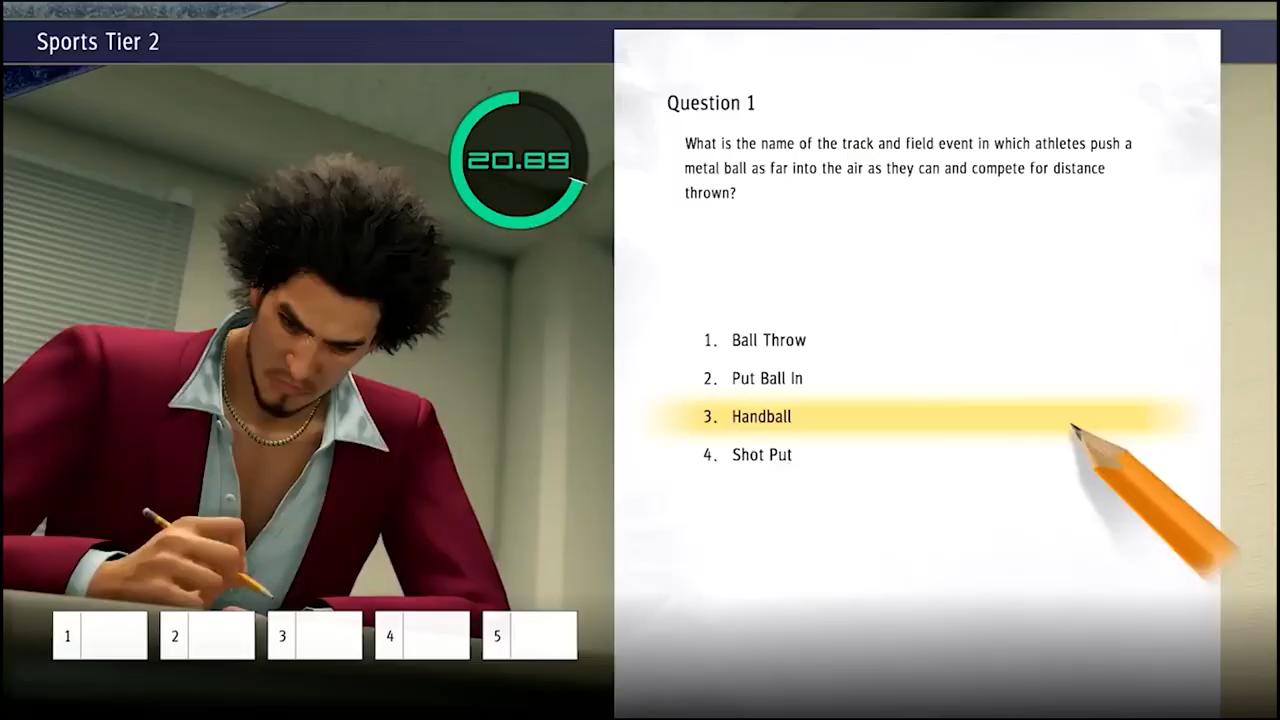 Sports Tier 2
20.89
Question 1
What is the name of the track and field event in which athletes push a
metal ball as far into the air as they can and compete for distance
thrown?
1. Ball Throw
2. Put Ball In
3. Handball
4. Shot Put
1 2 3 4 5